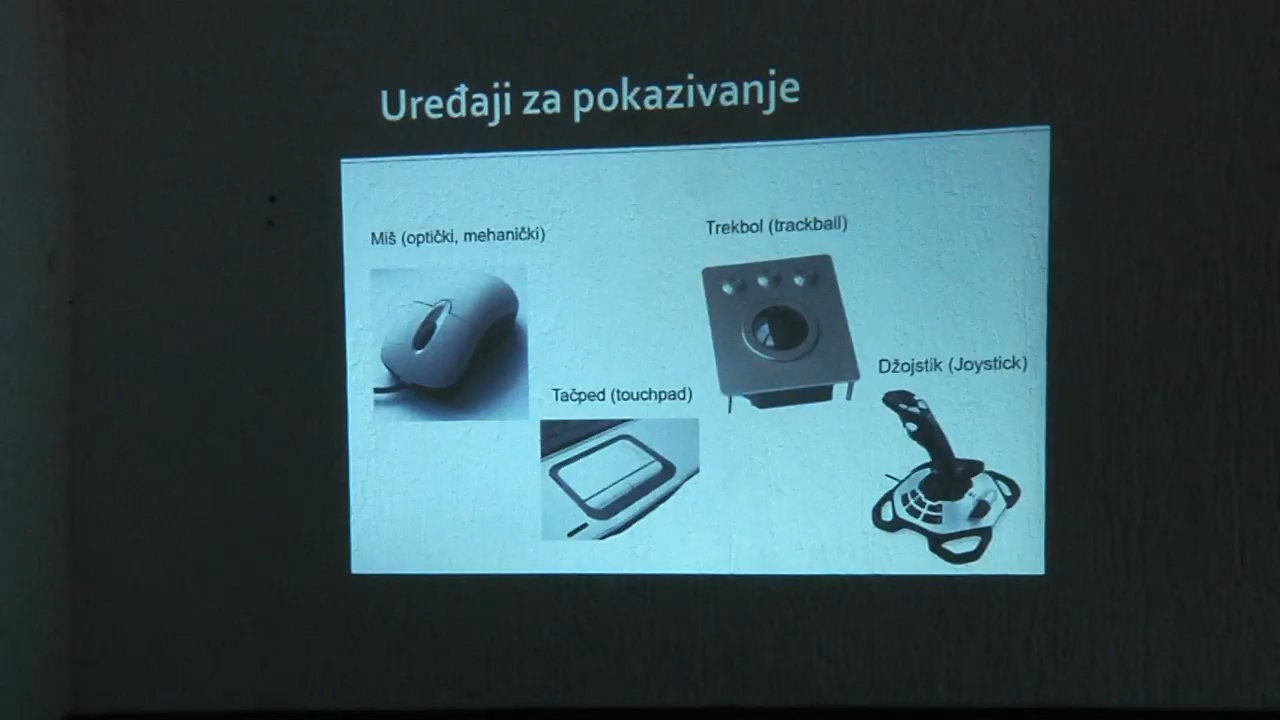 Uređaji za pokazivanje
Miš (optički, mehanički)
Trekbol (trackball)
Tačped (touchpad)
Džojstik (Joystick)